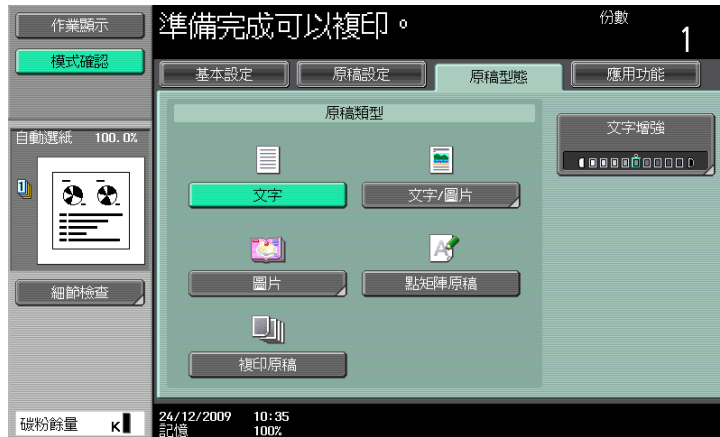 作業顯示
模式確認
準備完成可以複印。
份數
1
基本設定
原稿設定
原稿型態
應用功能
自動選紙 100.0%
1
細節檢查
碳粉餘量 K
原稿類型
文字
文字/圖片
圖片
點矩陣原稿
複印原稿
文字增強
24/12/2009 10:35
記憶 100%